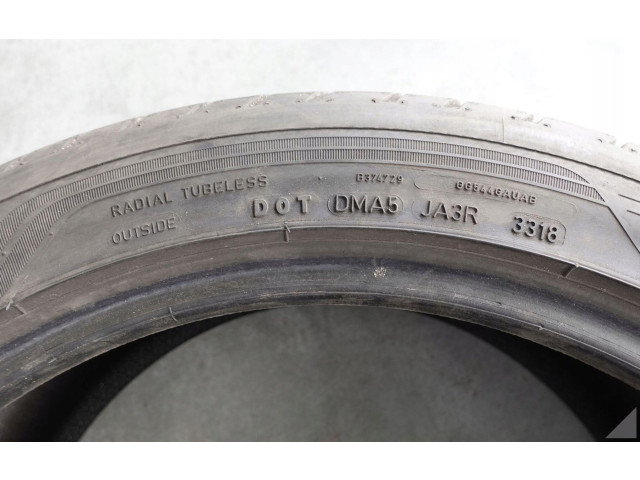 RADIAL TUBELESS
OUTSIDE
DOT DMA5 JA3R 3318